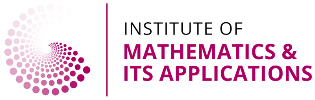 INSTITUTE OF
MATHEMATICS &
ITS APPLICATIONS